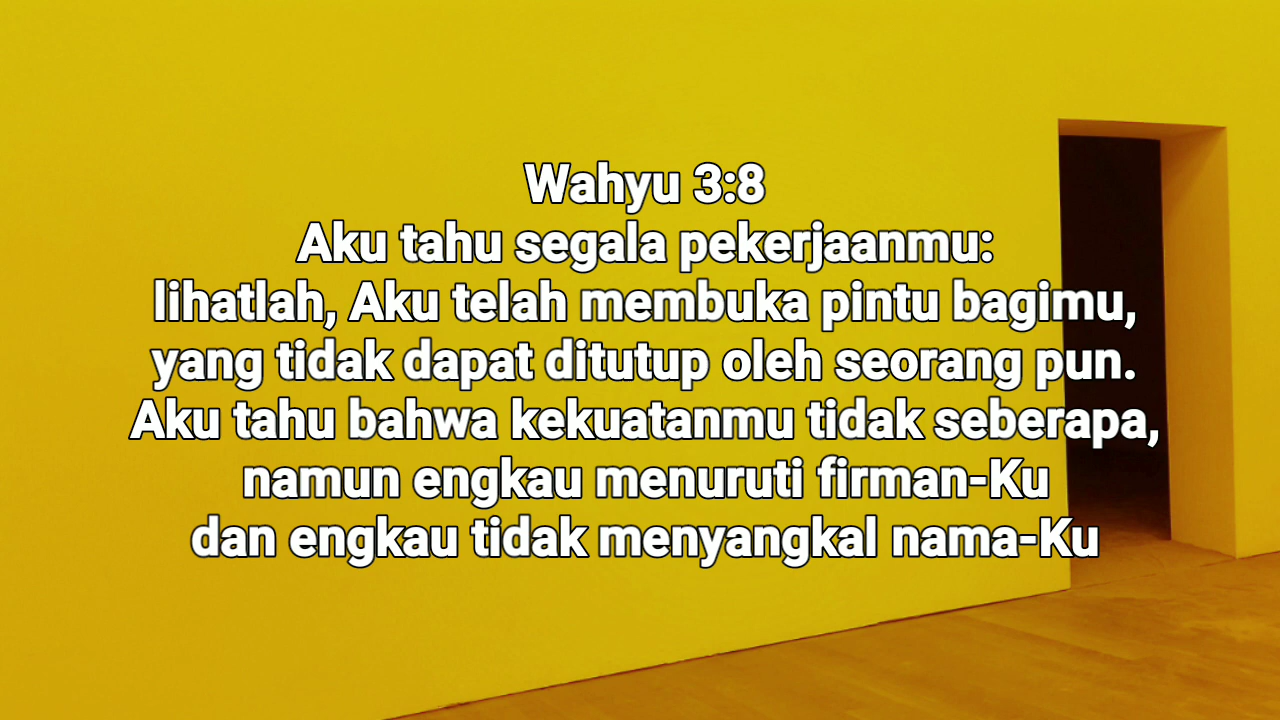 Wahyu 3:8
Aku tahu segala pekerjaanmu:
lihatlah, Aku telah membuka pintu bagimu,
yang tidak dapat ditutup oleh seorang pun.
Aku tahu bahwa kekuatanmu tidak seberapa,
namun engkau menuruti firman-Ku
dan engkau tidak menyangkal nama-Ku